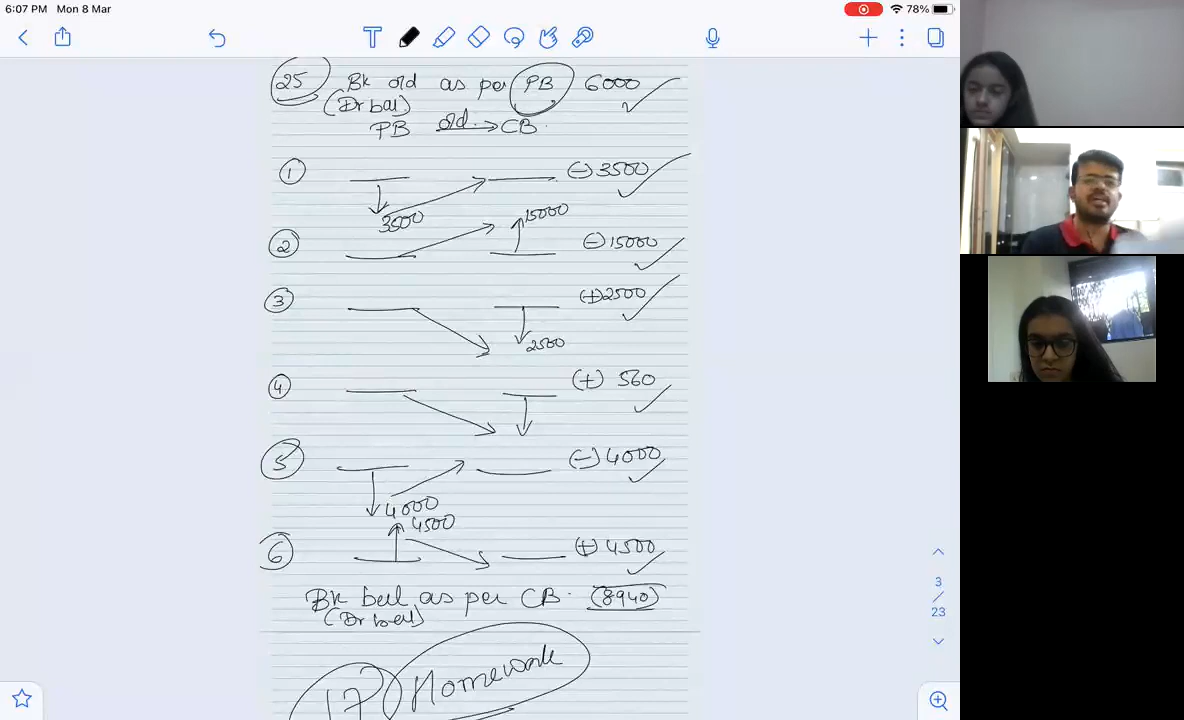 6:07 PM Mon 8 Mar
78%
25 Bk old as per PB 6000
(Dr bal)
PB od. CB.
1 (-) 3500
3500
15000
2 (-) 15000
3 (+) 2500
2500
4 (+) 560
5 (-) 4000
4000
4500
6 (+) 4500
Bk bal as per CB. (8940)
(Dr bal)
17 Homework
3
/
23